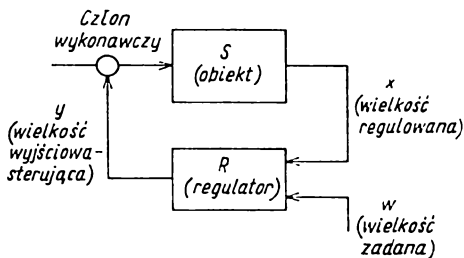 Człon
wykonawczy
S
(obiekt)
x
(wielkość
regulowana)
y
(wielkość
wyjściowa-
sterująca)
R
(regulator)
w
(wielkość
zadana)